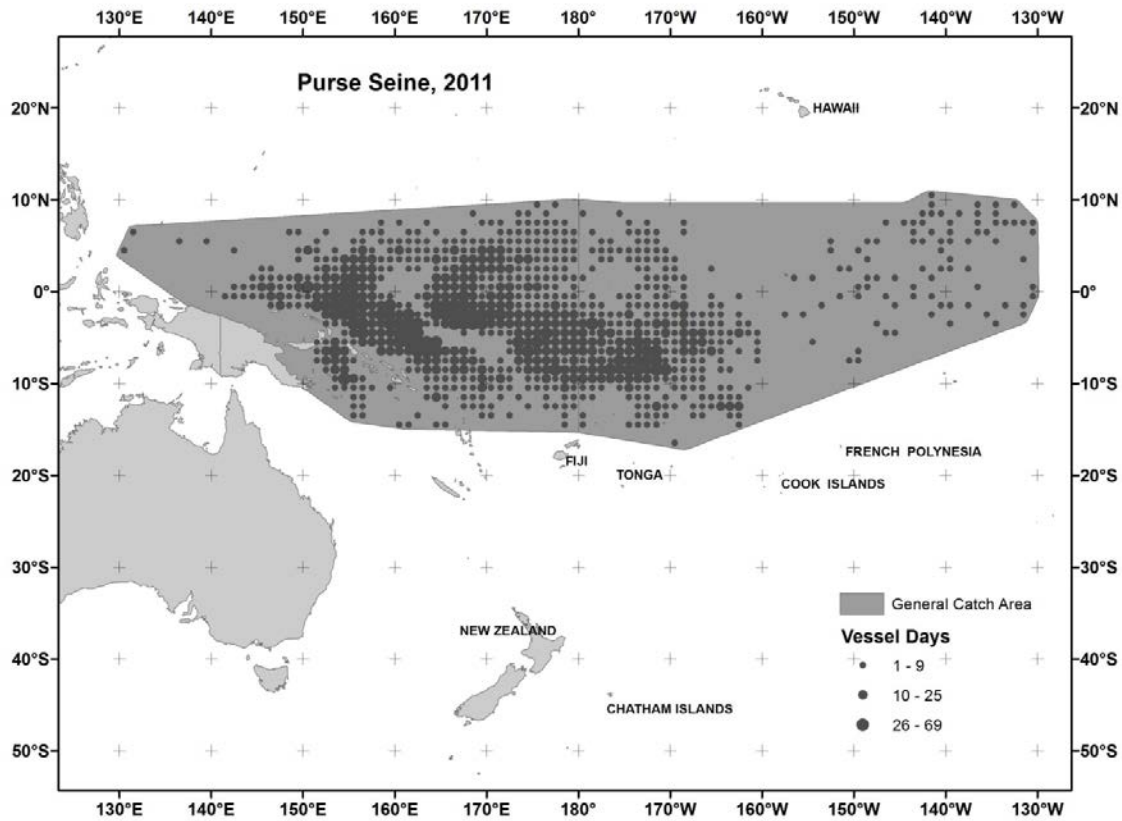 130°E 140°E 150°E 160°E 170°E 180° 170°W 160°W 150°W 140°W 130°W
Purse Seine, 2011
20°N 20°N
HAWAII
10°N 10°N
0° 0°
10°S 10°S
FRENCH POLYNESIA
FIJI
TONGA
20°S 20°S
COOK ISLANDS
30°S 30°S
General Catch Area
NEW ZEALAND
Vessel Days
40°S 40°S
1 - 9
10 - 25
CHATHAM ISLANDS
26 - 69
50°S 50°S
130°E 140°E 150°E 160°E 170°E 180° 170°W 160°W 150°W 140°W 130°W